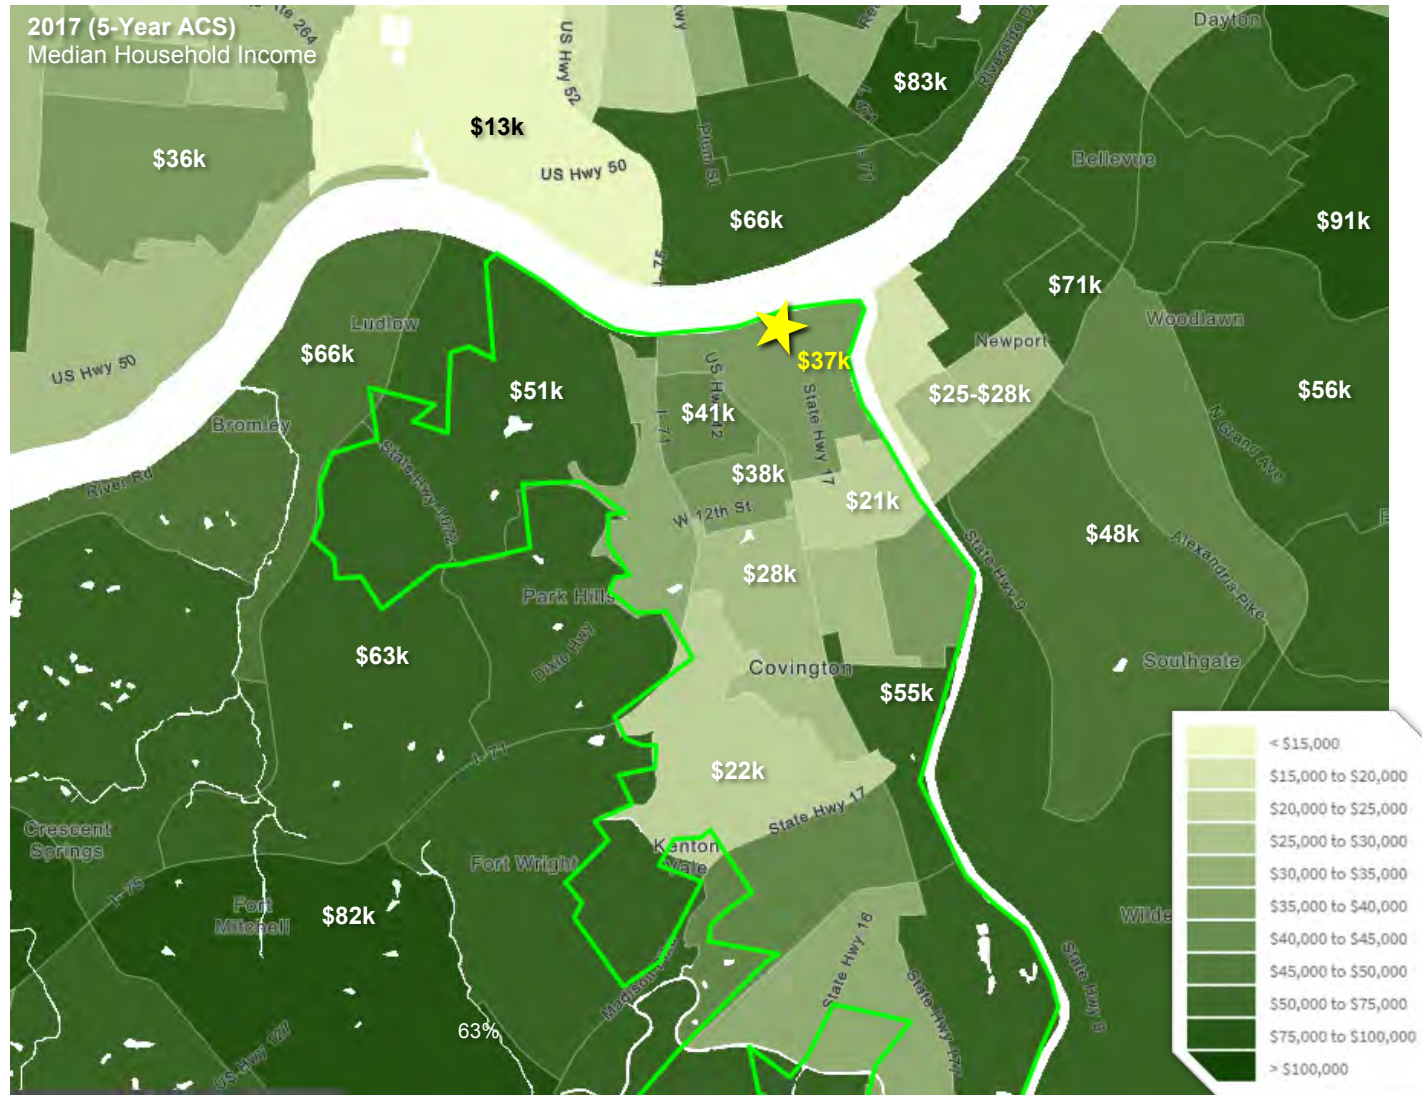 2017 (5-Year ACS)
Median Household Income
US Hwy 52
Dayton
$83k
Riverside
I-71
$13k
$36k
Plum St
US Hwy 50
I-71
Bellevue
$66k
$91k
$71k
Ludlow
Woodlawn
Newport
$66k
$37k
US Hwy 50
$51k
$25-$28k
$56k
US Hwy 42
$41k
I-71
State Hwy 17
Bromley
N Grand Ave
State Hwy 1072
$38k
River Rd
$21k
W 12th St
$48k
State Hwy 9
Alexandria Pike
$28k
Park Hills
Dixie Hwy
$63k
Covington
Southgate
$55k
I-71
$22k
State Hwy 17
Crescent
Springs
Kenton
Vale
Fort Wright
I-75
Fort
Mitchell
$82k
Wilde
State Hwy 16
State Hwy 177
State Hwy 9
63%
US Hwy 127
< $15,000
$15,000 to $20,000
$20,000 to $25,000
$25,000 to $30,000
$30,000 to $35,000
$35,000 to $40,000
$40,000 to $45,000
$45,000 to $50,000
$50,000 to $75,000
$75,000 to $100,000
> $100,000